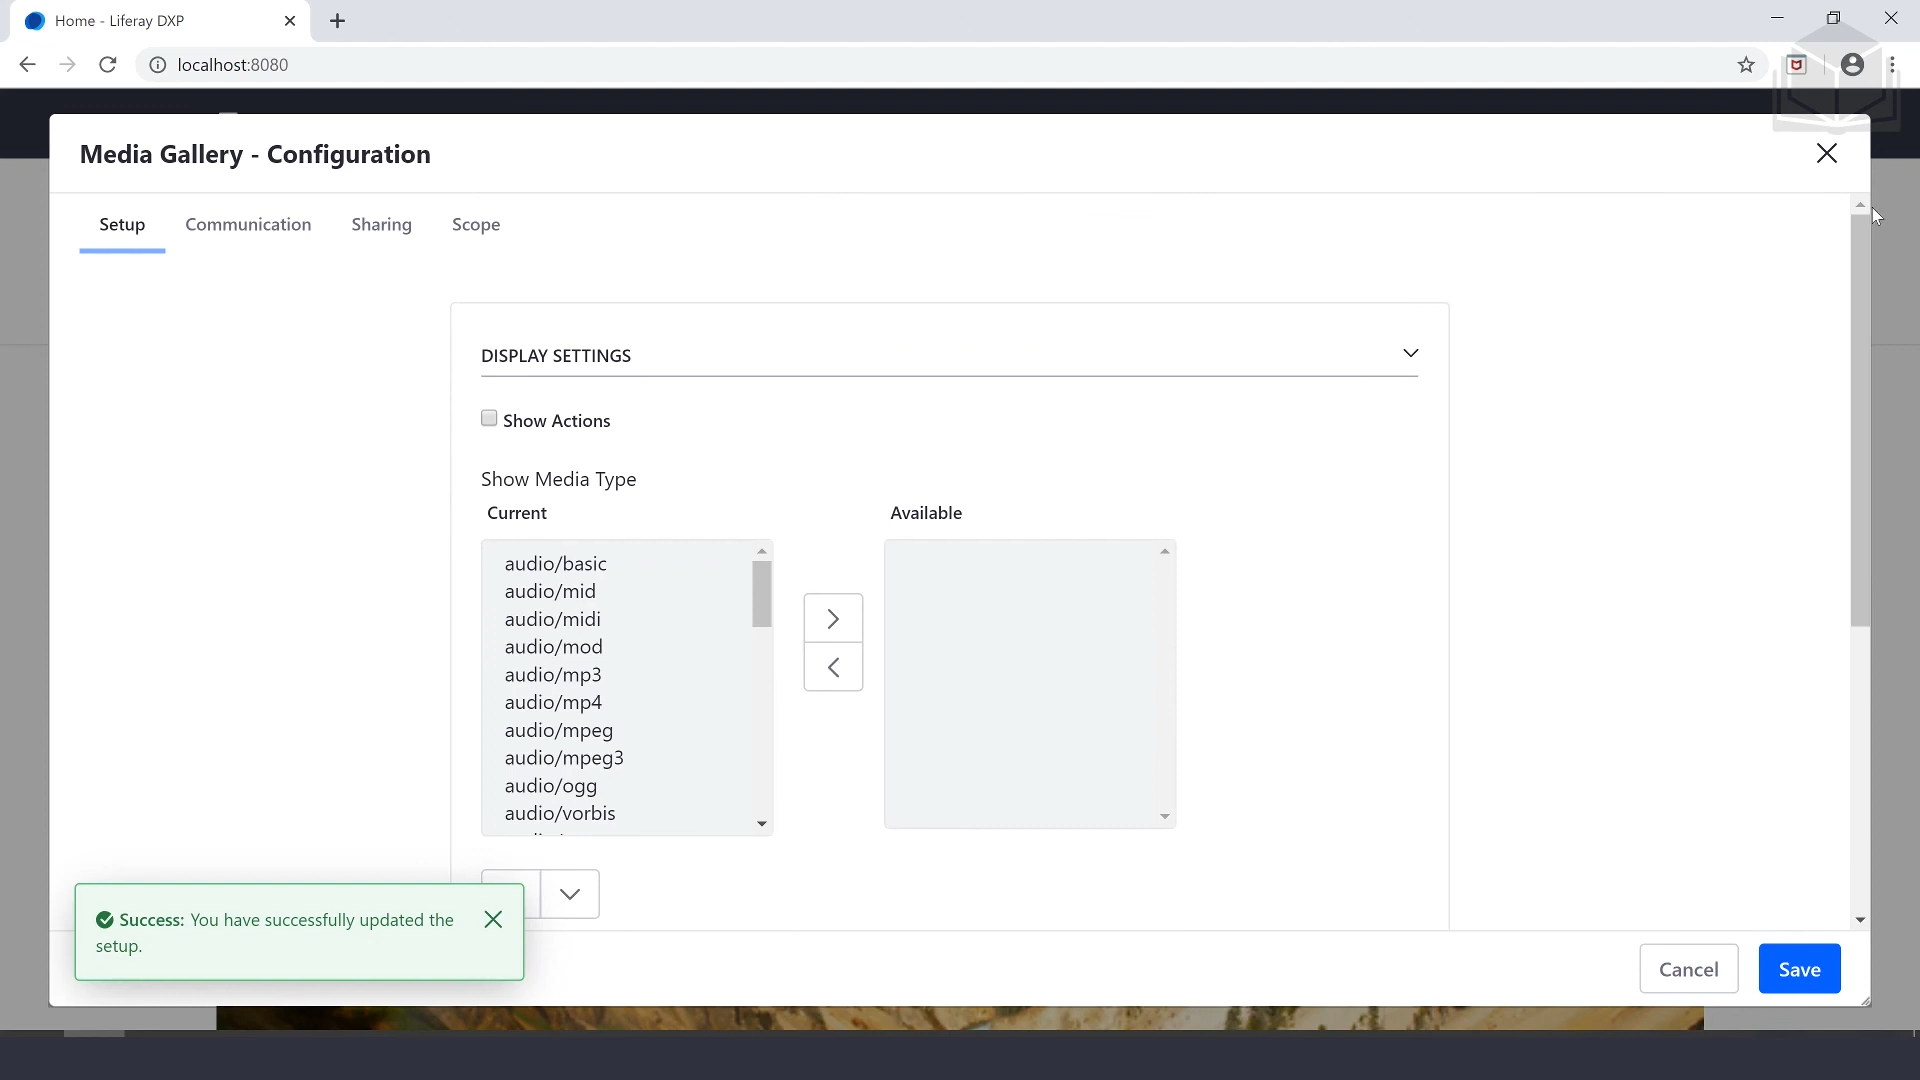 Home - Liferay DXP
localhost:8080
Media Gallery - Configuration
Setup Communication Sharing Scope
DISPLAY SETTINGS
Show Actions
Show Media Type
Current Available
audio/basic
audio/mid
audio/midi
audio/mod
audio/mp3
audio/mp4
audio/mpeg
audio/mpeg3
audio/ogg
audio/vorbis
Success: You have successfully updated the
setup.
Cancel Save